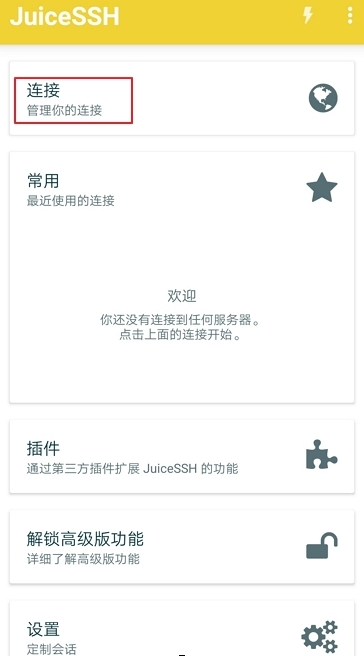 JuiceSSH
连接
管理你的连接
常用
最近使用的连接
欢迎
你还没有连接到任何服务器。
点击上面的连接开始。
插件
通过第三方插件扩展 JuiceSSH 的功能
解锁高级版功能
详细了解高级版功能
设置
定制会话